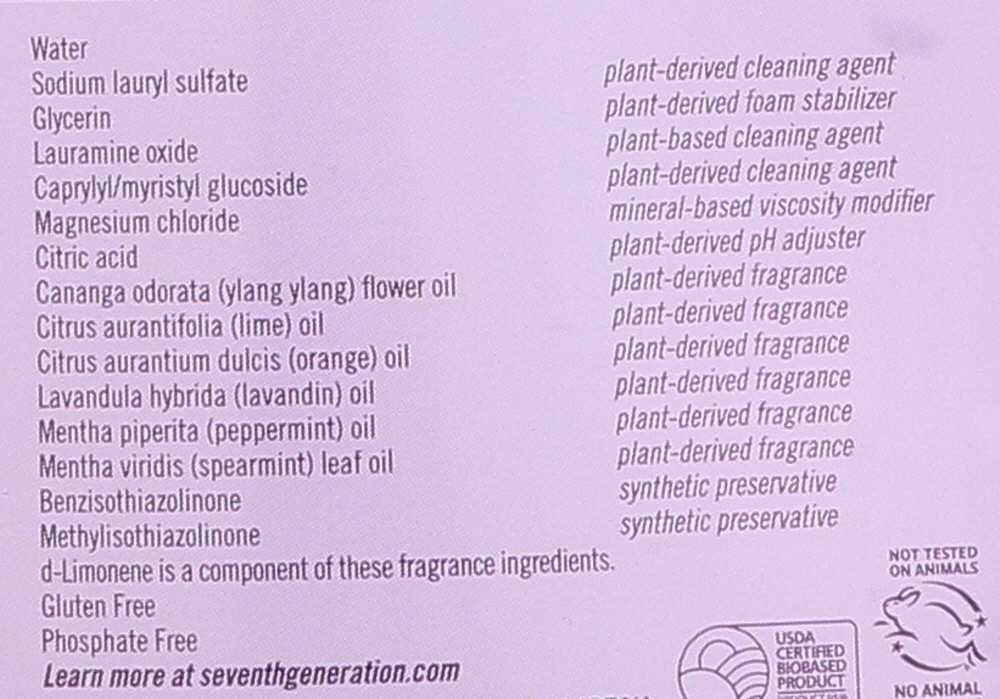 Water
Sodium lauryl sulfate plant-derived cleaning agent
Glycerin plant-derived foam stabilizer
Lauramine oxide plant-based cleaning agent
Caprylyl/myristyl glucoside plant-derived cleaning agent
Magnesium chloride mineral-based viscosity modifier
Citric acid plant-derived pH adjuster
Cananga odorata (ylang ylang) flower oil plant-derived fragrance
Citrus aurantifolia (lime) oil plant-derived fragrance
Citrus aurantium dulcis (orange) oil plant-derived fragrance
Lavandula hybrida (lavandin) oil plant-derived fragrance
Mentha piperita (peppermint) oil plant-derived fragrance
Mentha viridis (spearmint) leaf oil plant-derived fragrance
Benzisothiazolinone synthetic preservative
Methylisothiazolinone synthetic preservative
d-Limonene is a component of these fragrance ingredients.
Gluten Free
Phosphate Free
Learn more at seventhgeneration.com
USDA
CERTIFIED
BIOBASED
PRODUCT
NOT TESTED
ON ANIMALS
NO ANIMAL